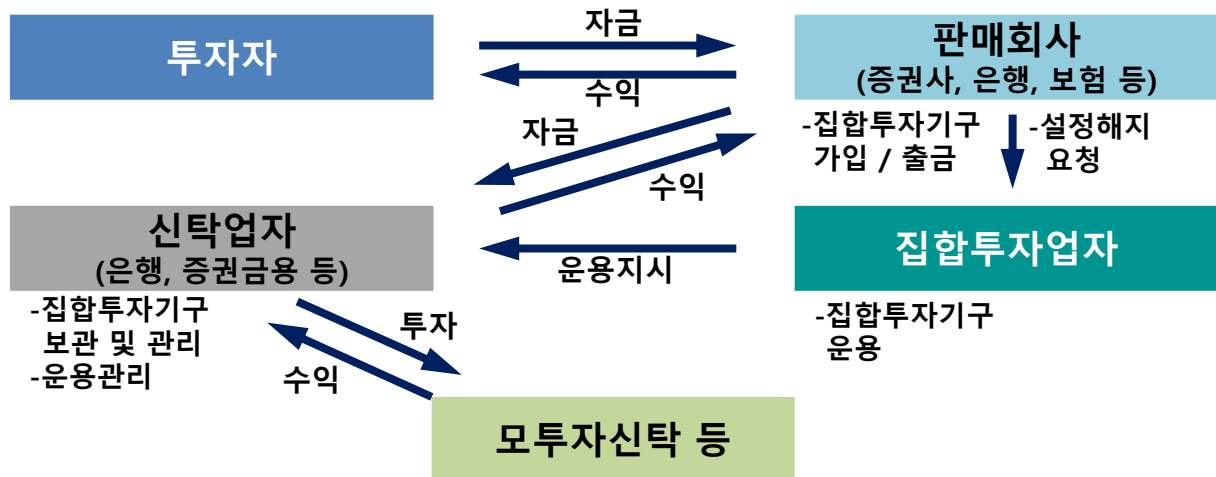 투자자
자금
수익
판매회사
(증권사, 은행, 보험 등)
-집합투자기구
가입 / 출금
-설정해지
요청
자금
수익
신탁업자
(은행, 증권금용 등)
-집합투자기구
보관 및 관리
-운용관리
운용지시
집합투자업자
-집합투자기구
운용
투자
수익
모투자신탁 등